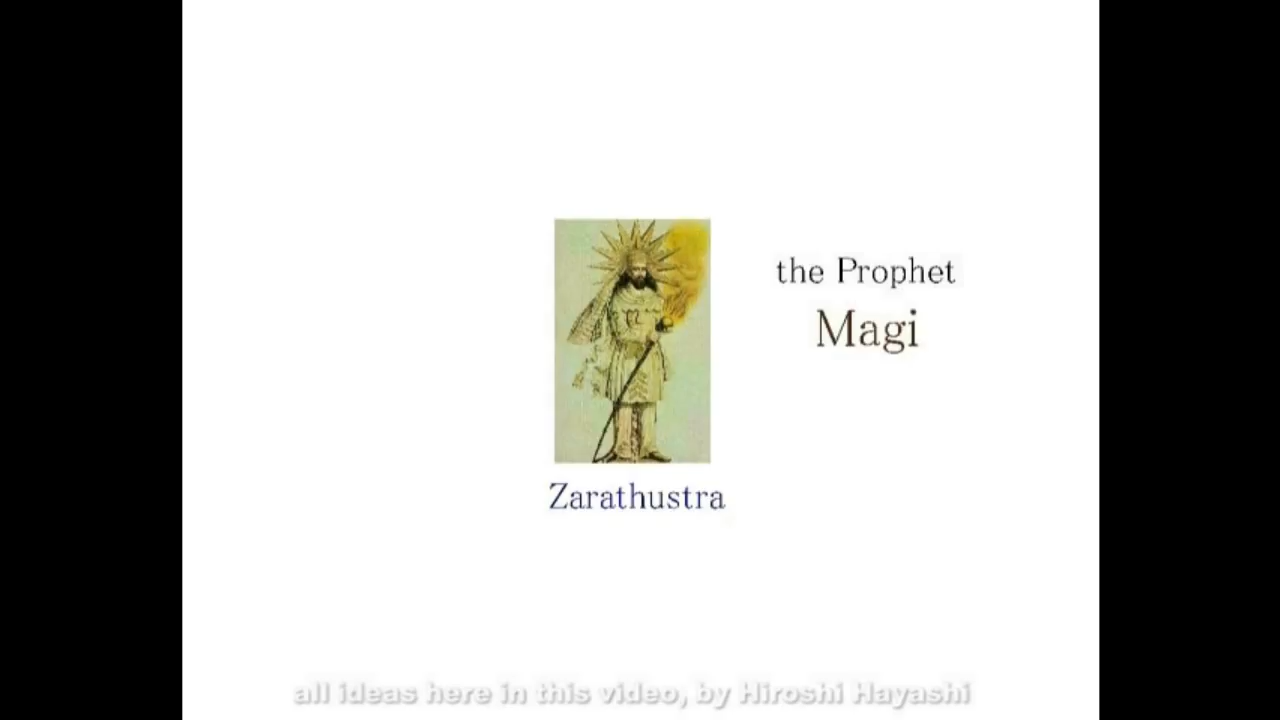 the Prophet
Magi
Zarathustra
all ideas here in this video, by Hiroshi Hayashi